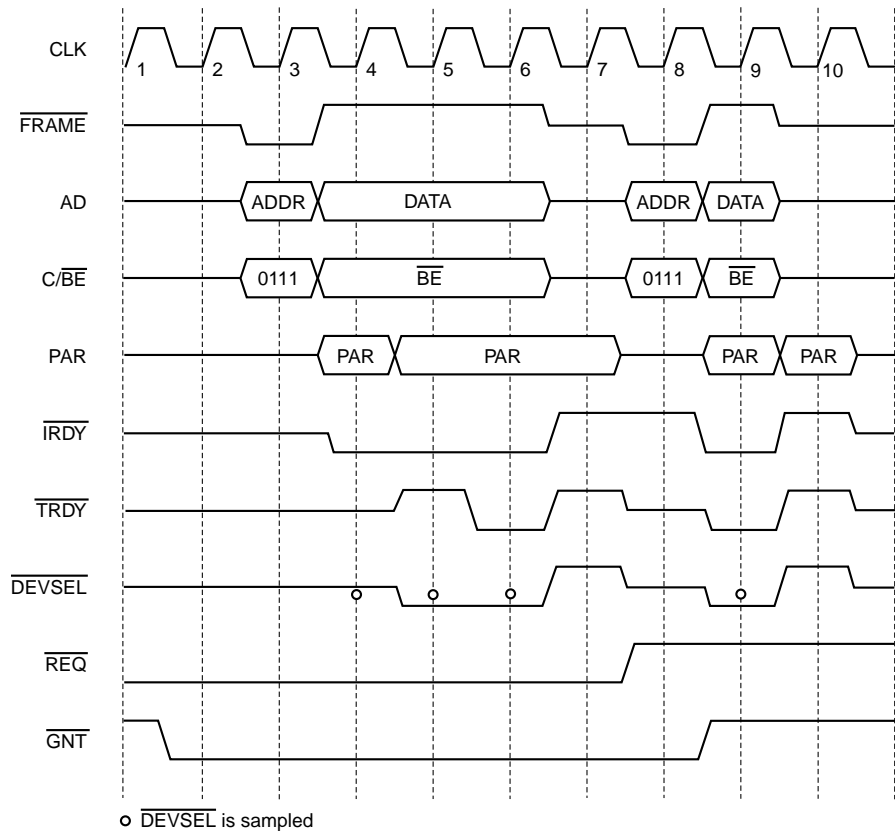 CLK
1 2 3 4 5 6 7 8 9 10
FRAME
AD ADDR DATA ADDR DATA
C/BE 0111 BE 0111 BE
PAR PAR PAR PAR PAR
IRDY
TRDY
DEVSEL
REQ
GNT
DEVSEL is sampled